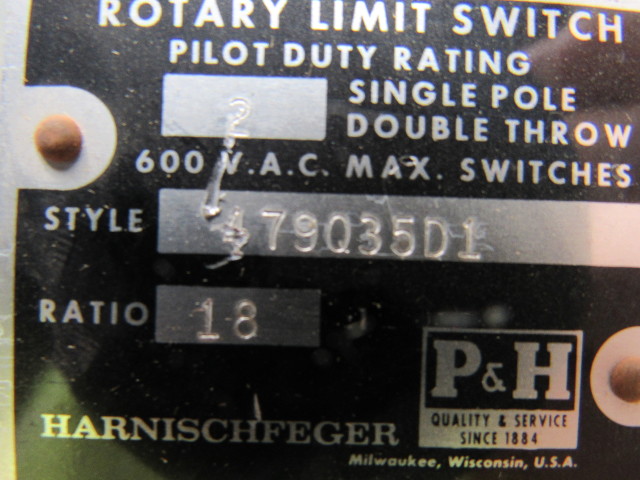 ROTARY LIMIT SWITCH
PILOT DUTY RATING
2 SINGLE POLE
DOUBLE THROW
600 V.A.C. MAX. SWITCHES
STYLE 479Q35D1
RATIO 18
P&H
QUALITY & SERVICE
SINCE 1884
HARNISCHFEGER
Milwaukee, Wisconsin, U.S.A.